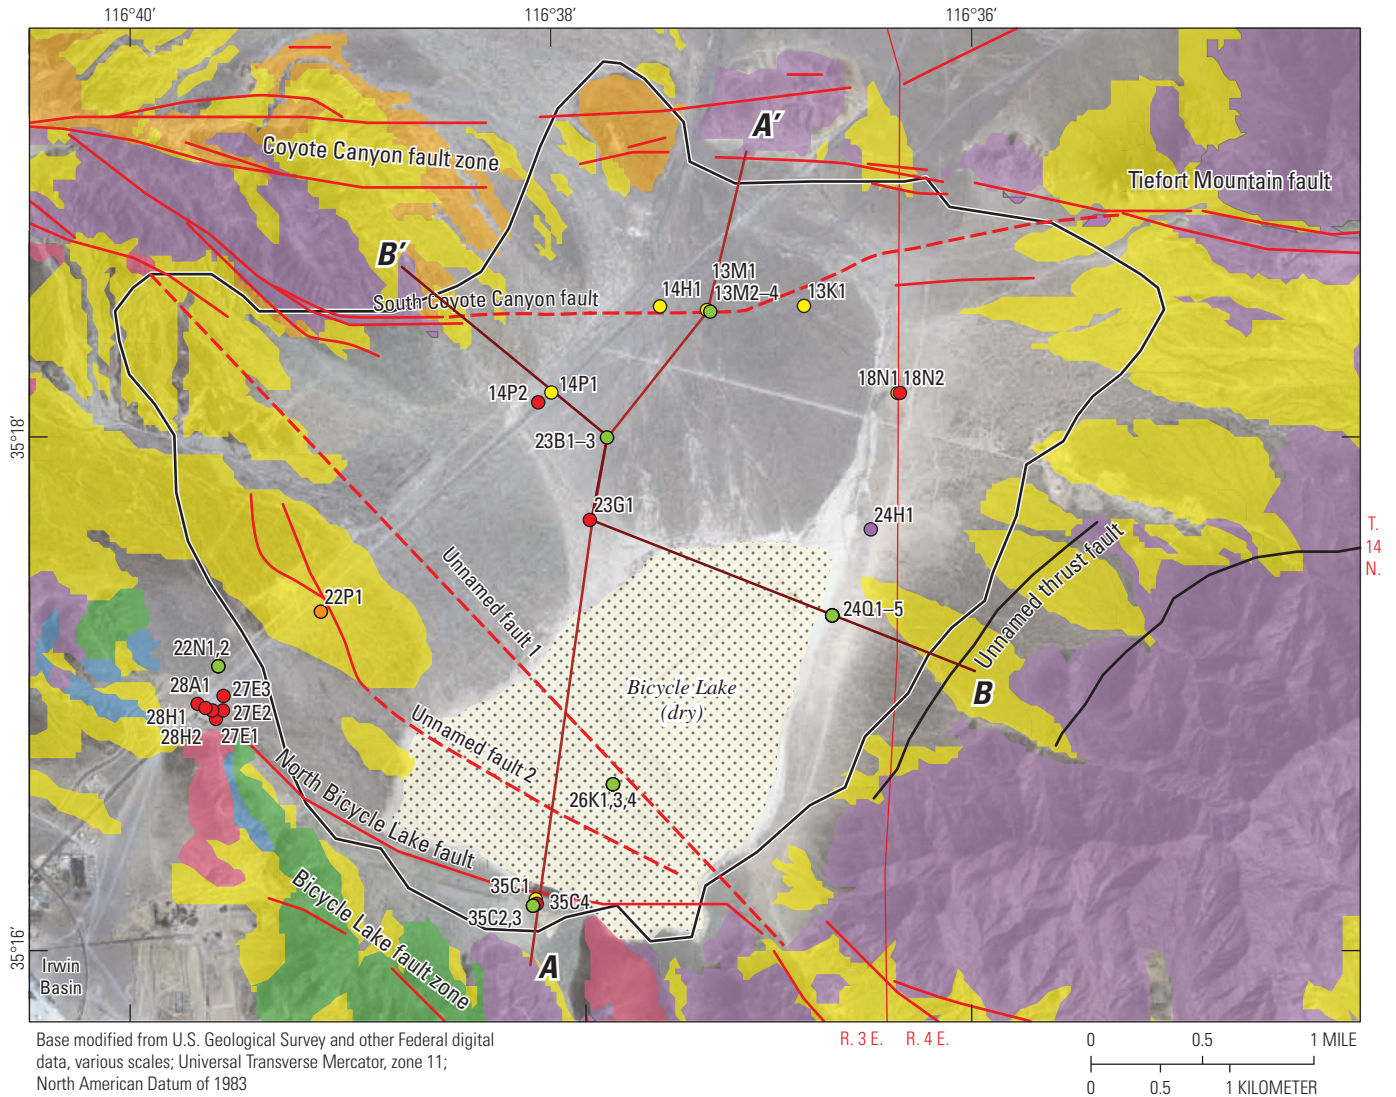 116°40′
116°38′
116°36′
A′
Coyote Canyon fault zone
Tiefort Mountain fault
B′
13M1
14H1
13M2–4
13K1
South Coyote Canyon fault
14P1
14P2
18N1
18N2
35°18′
23B1–3
23G1
24H1
T.
14
N.
Unnamed fault 1
Unnamed thrust fault
22P1
24Q1–5
22N1,2
28A1
27E3
Bicycle Lake
(dry)
B
28H1
27E2
28H2
27E1
Unnamed fault 2
North Bicycle Lake fault
26K1,3,4
35C1
35C4
35C2,3
Bicycle Lake fault zone
35°16′
A
Irwin
Basin
Base modified from U.S. Geological Survey and other Federal digital
data, various scales; Universal Transverse Mercator, zone 11;
North American Datum of 1983
R. 3 E.
R. 4 E.
0
0.5
1 MILE
0
0.5
1 KILOMETER